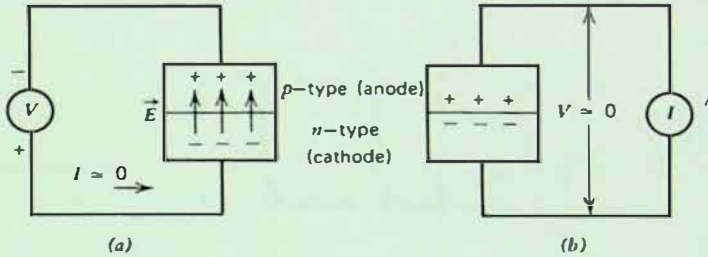 −
V
+
I ≃ 0
+ + +
E
− − −
p–type (anode)
n–type
(cathode)
(a)
+ + +
− − −
V ≃ 0
I
(b)